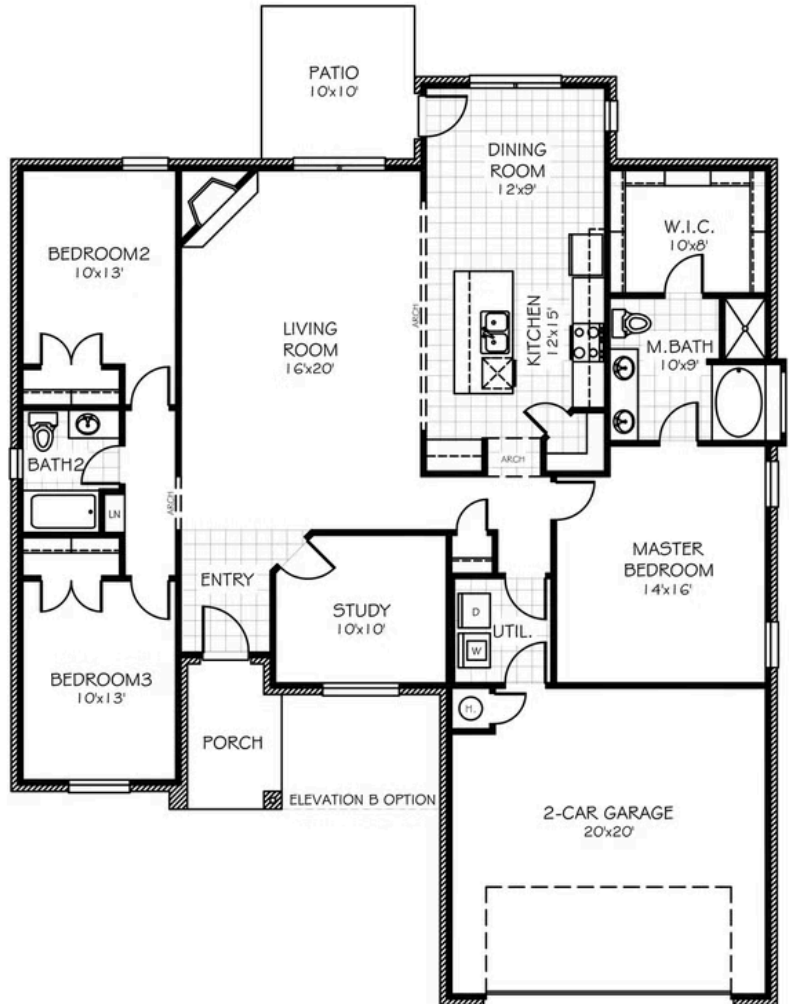 PATIO
10'x10'
DINING
ROOM
12'x9'
W.I.C.
10'x8'
BEDROOM2
10'x13'
LIVING
ROOM
16'x20'
ARCH
KITCHEN
12'x15'
M.BATH
10'x9'
BATH2
LN
ARCH
ARCH
ENTRY
STUDY
10'x10'
D
W
UTIL.
MASTER
BEDROOM
14'x16'
BEDROOM3
10'x13'
PORCH
H.
ELEVATION B OPTION
2-CAR GARAGE
20'x20'